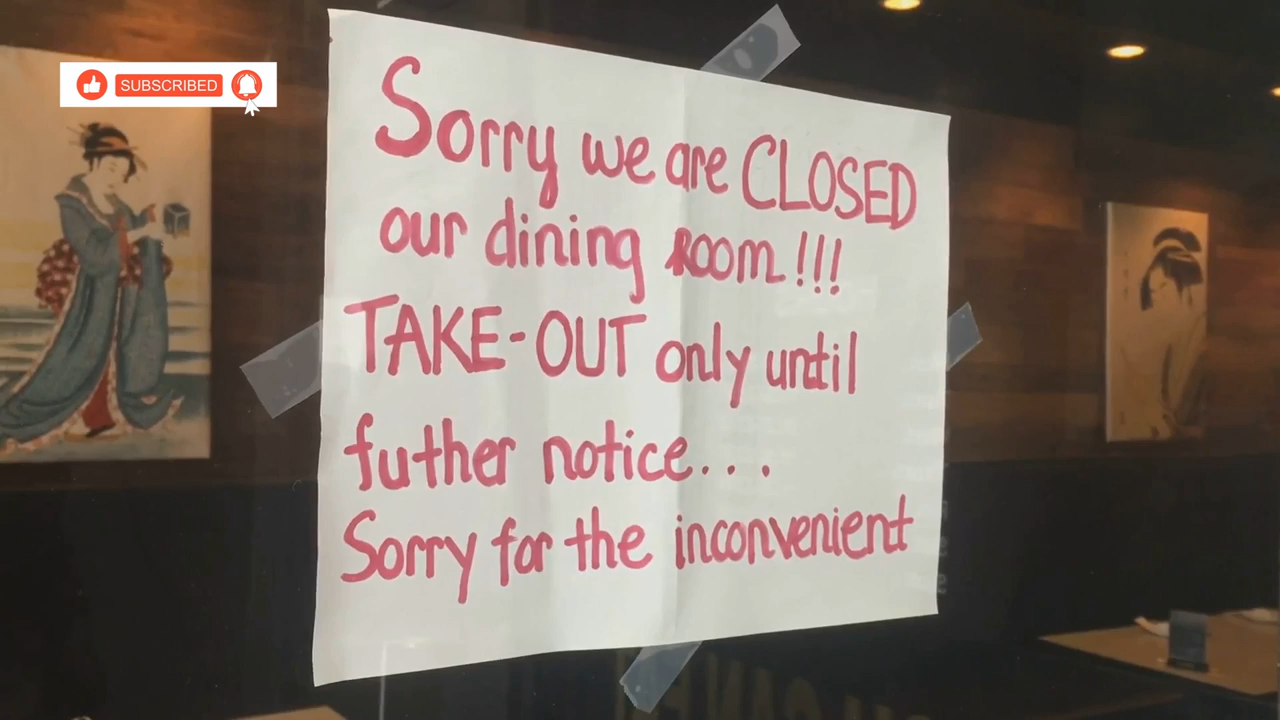 SUBSCRIBED
Sorry we are CLOSED
our dining Room!!!
TAKE-OUT only until
futher notice...
Sorry for the inconvenient